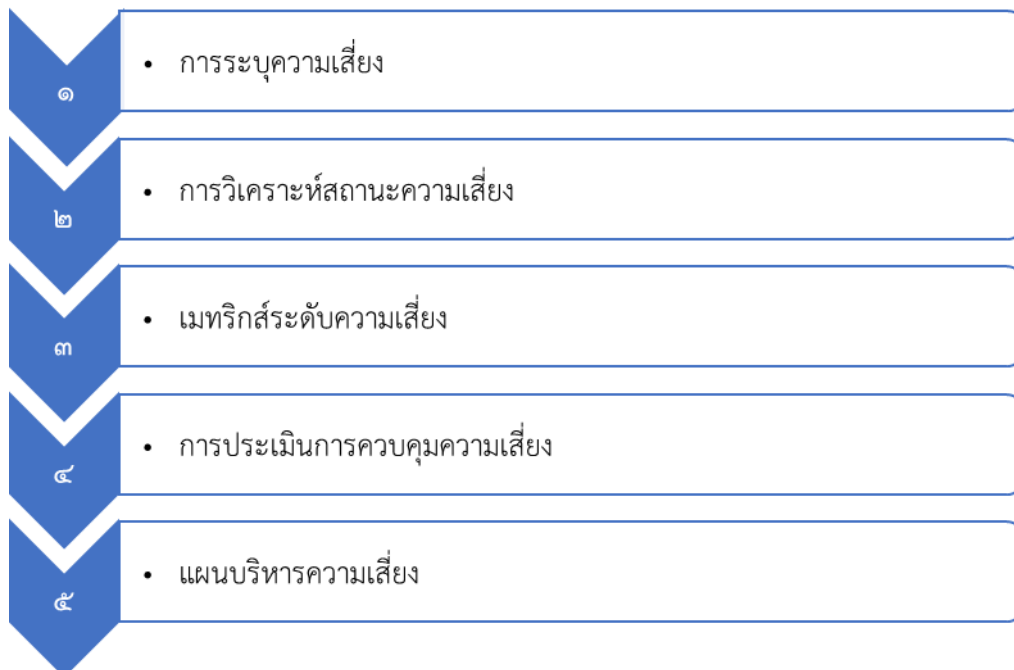 ๑
• การระบุความเสี่ยง
๒
• การวิเคราะห์สถานะความเสี่ยง
๓
• เมทริกส์ระดับความเสี่ยง
๔
• การประเมินการควบคุมความเสี่ยง
๕
• แผนบริหารความเสี่ยง